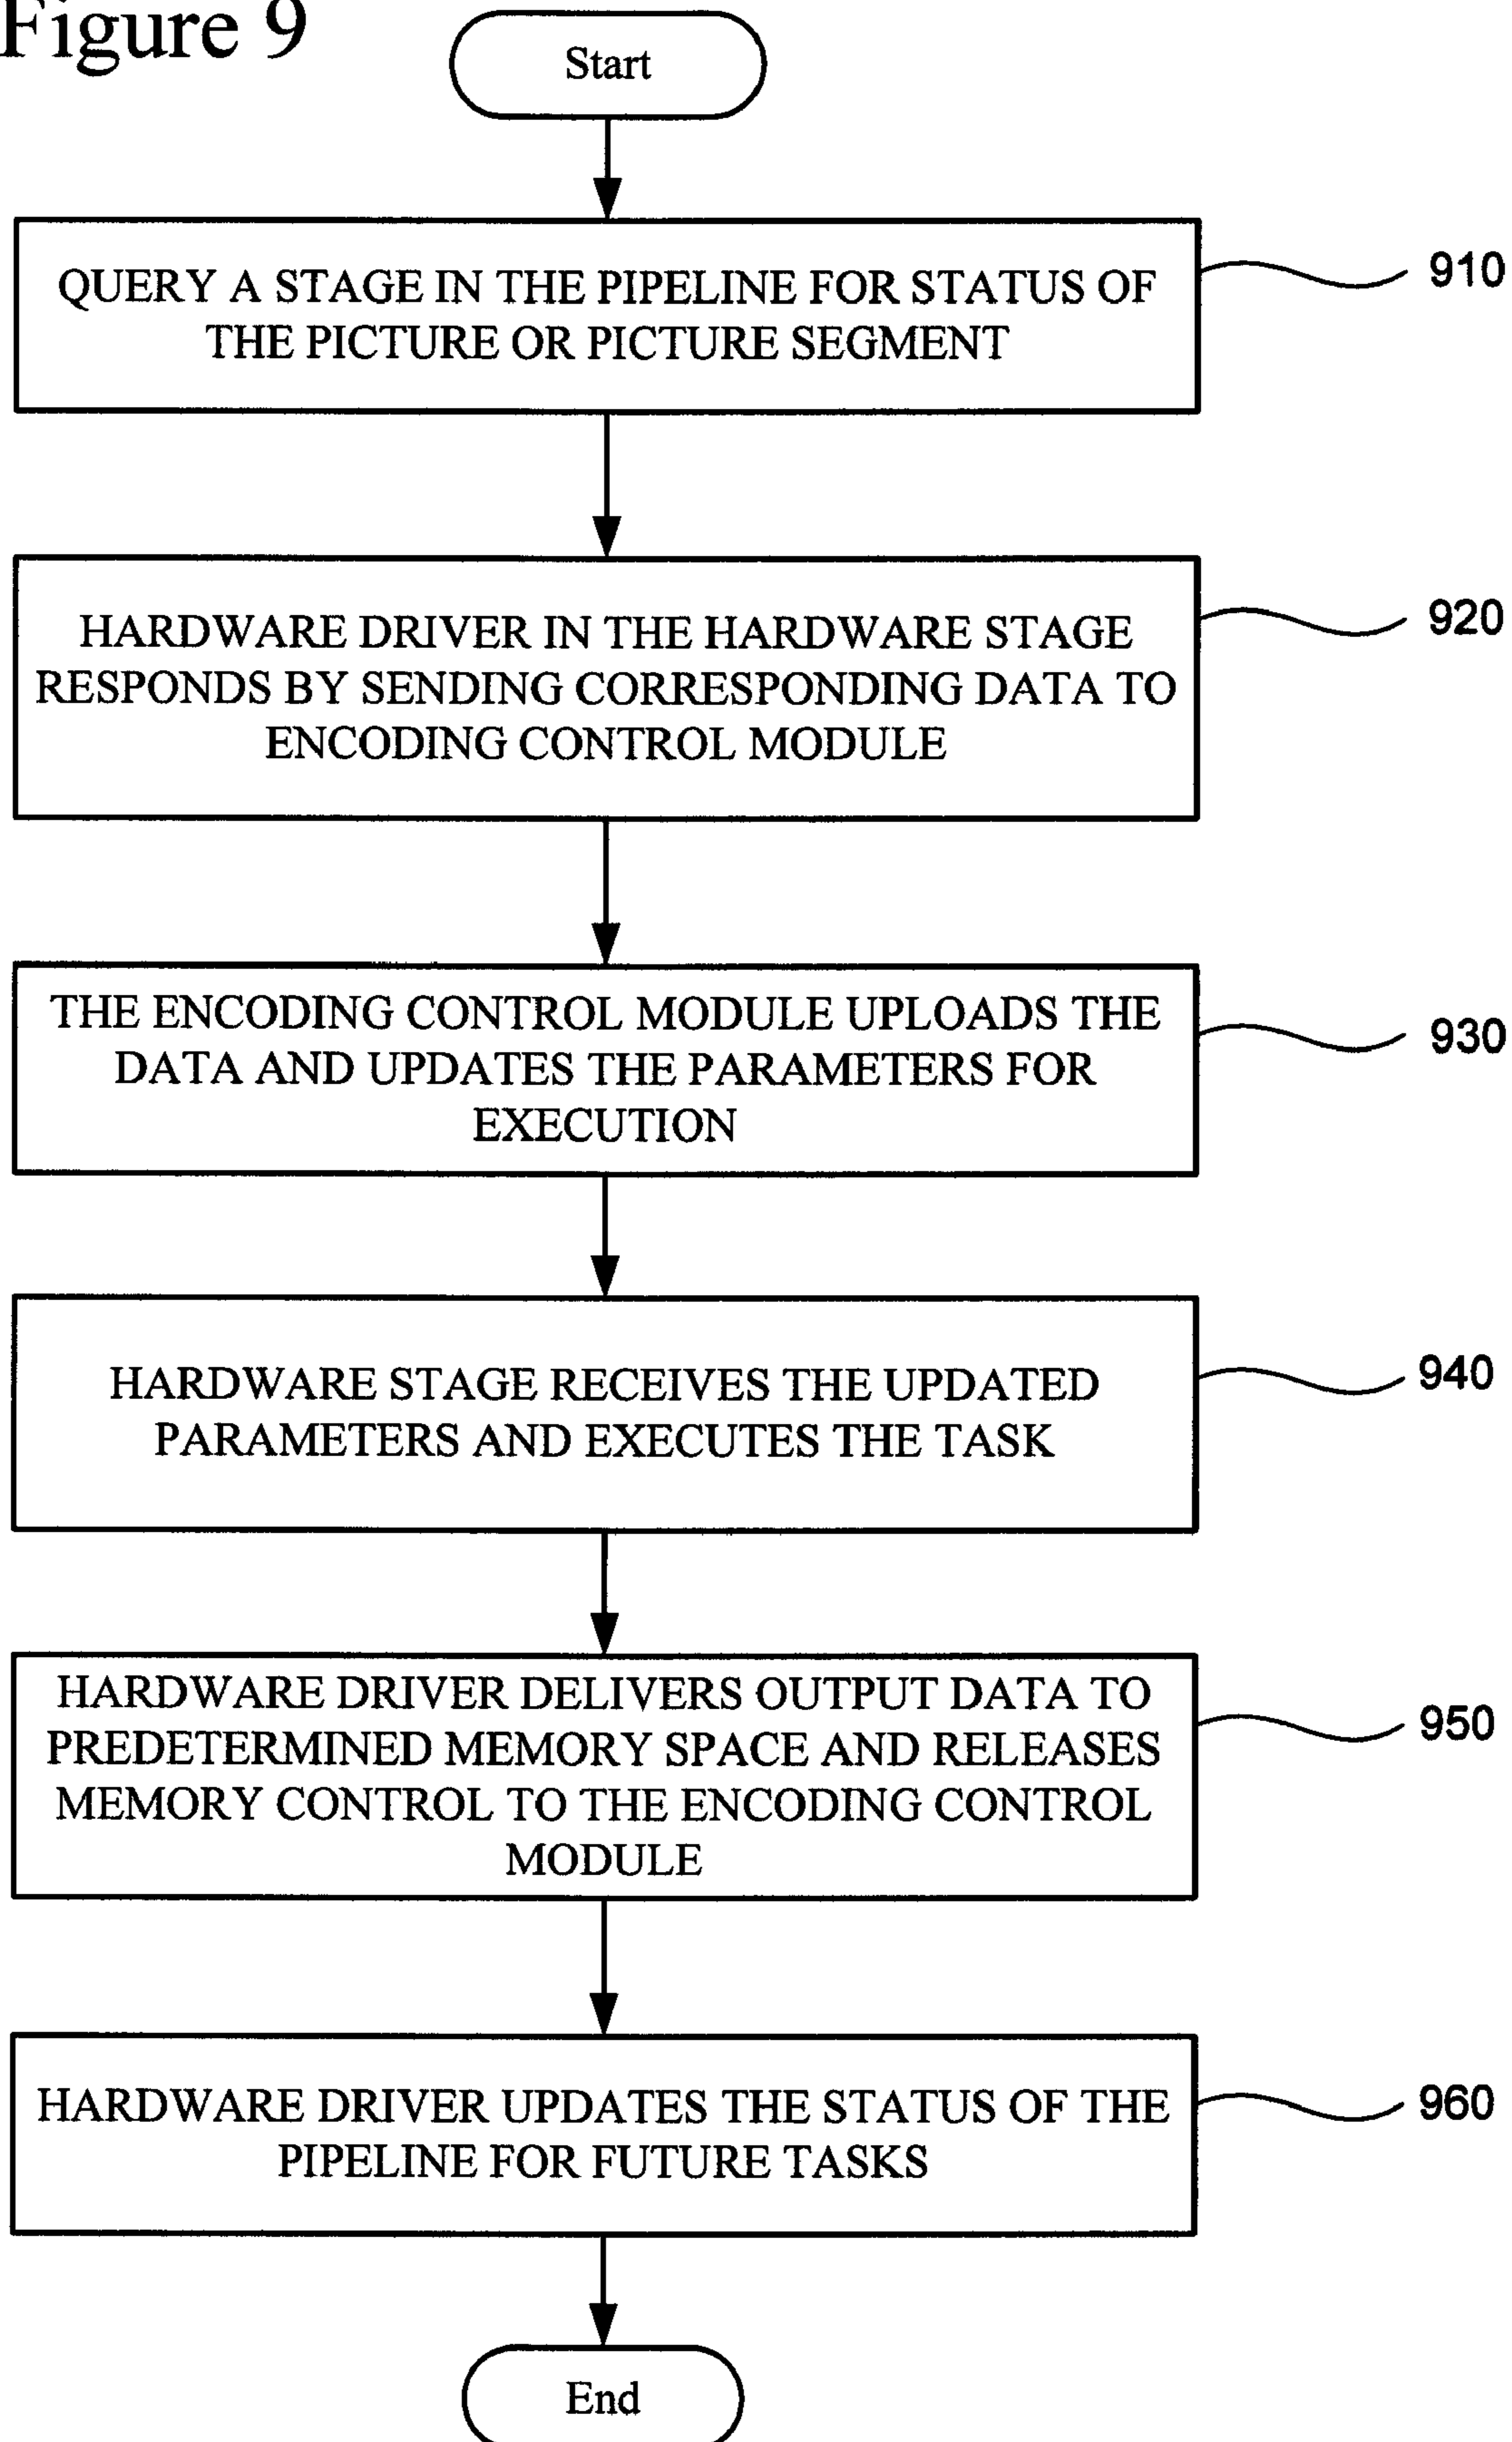 Figure 9
Start
QUERY A STAGE IN THE PIPELINE FOR STATUS OF
THE PICTURE OR PICTURE SEGMENT
910
HARDWARE DRIVER IN THE HARDWARE STAGE
RESPONDS BY SENDING CORRESPONDING DATA TO
ENCODING CONTROL MODULE
920
THE ENCODING CONTROL MODULE UPLOADS THE
DATA AND UPDATES THE PARAMETERS FOR
EXECUTION
930
HARDWARE STAGE RECEIVES THE UPDATED
PARAMETERS AND EXECUTES THE TASK
940
HARDWARE DRIVER DELIVERS OUTPUT DATA TO
PREDETERMINED MEMORY SPACE AND RELEASES
MEMORY CONTROL TO THE ENCODING CONTROL
MODULE
950
HARDWARE DRIVER UPDATES THE STATUS OF THE
PIPELINE FOR FUTURE TASKS
960
End